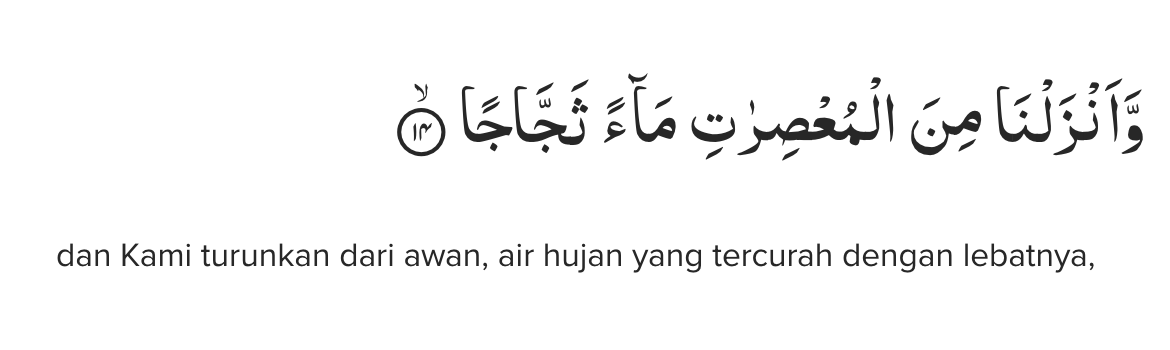 وَّاَنْزَلْنَا مِنَ الْمُعْصِرٰتِ مَاۤءً ثَجَّاجًاۙ ۝١٤
dan Kami turunkan dari awan, air hujan yang tercurah dengan lebatnya,